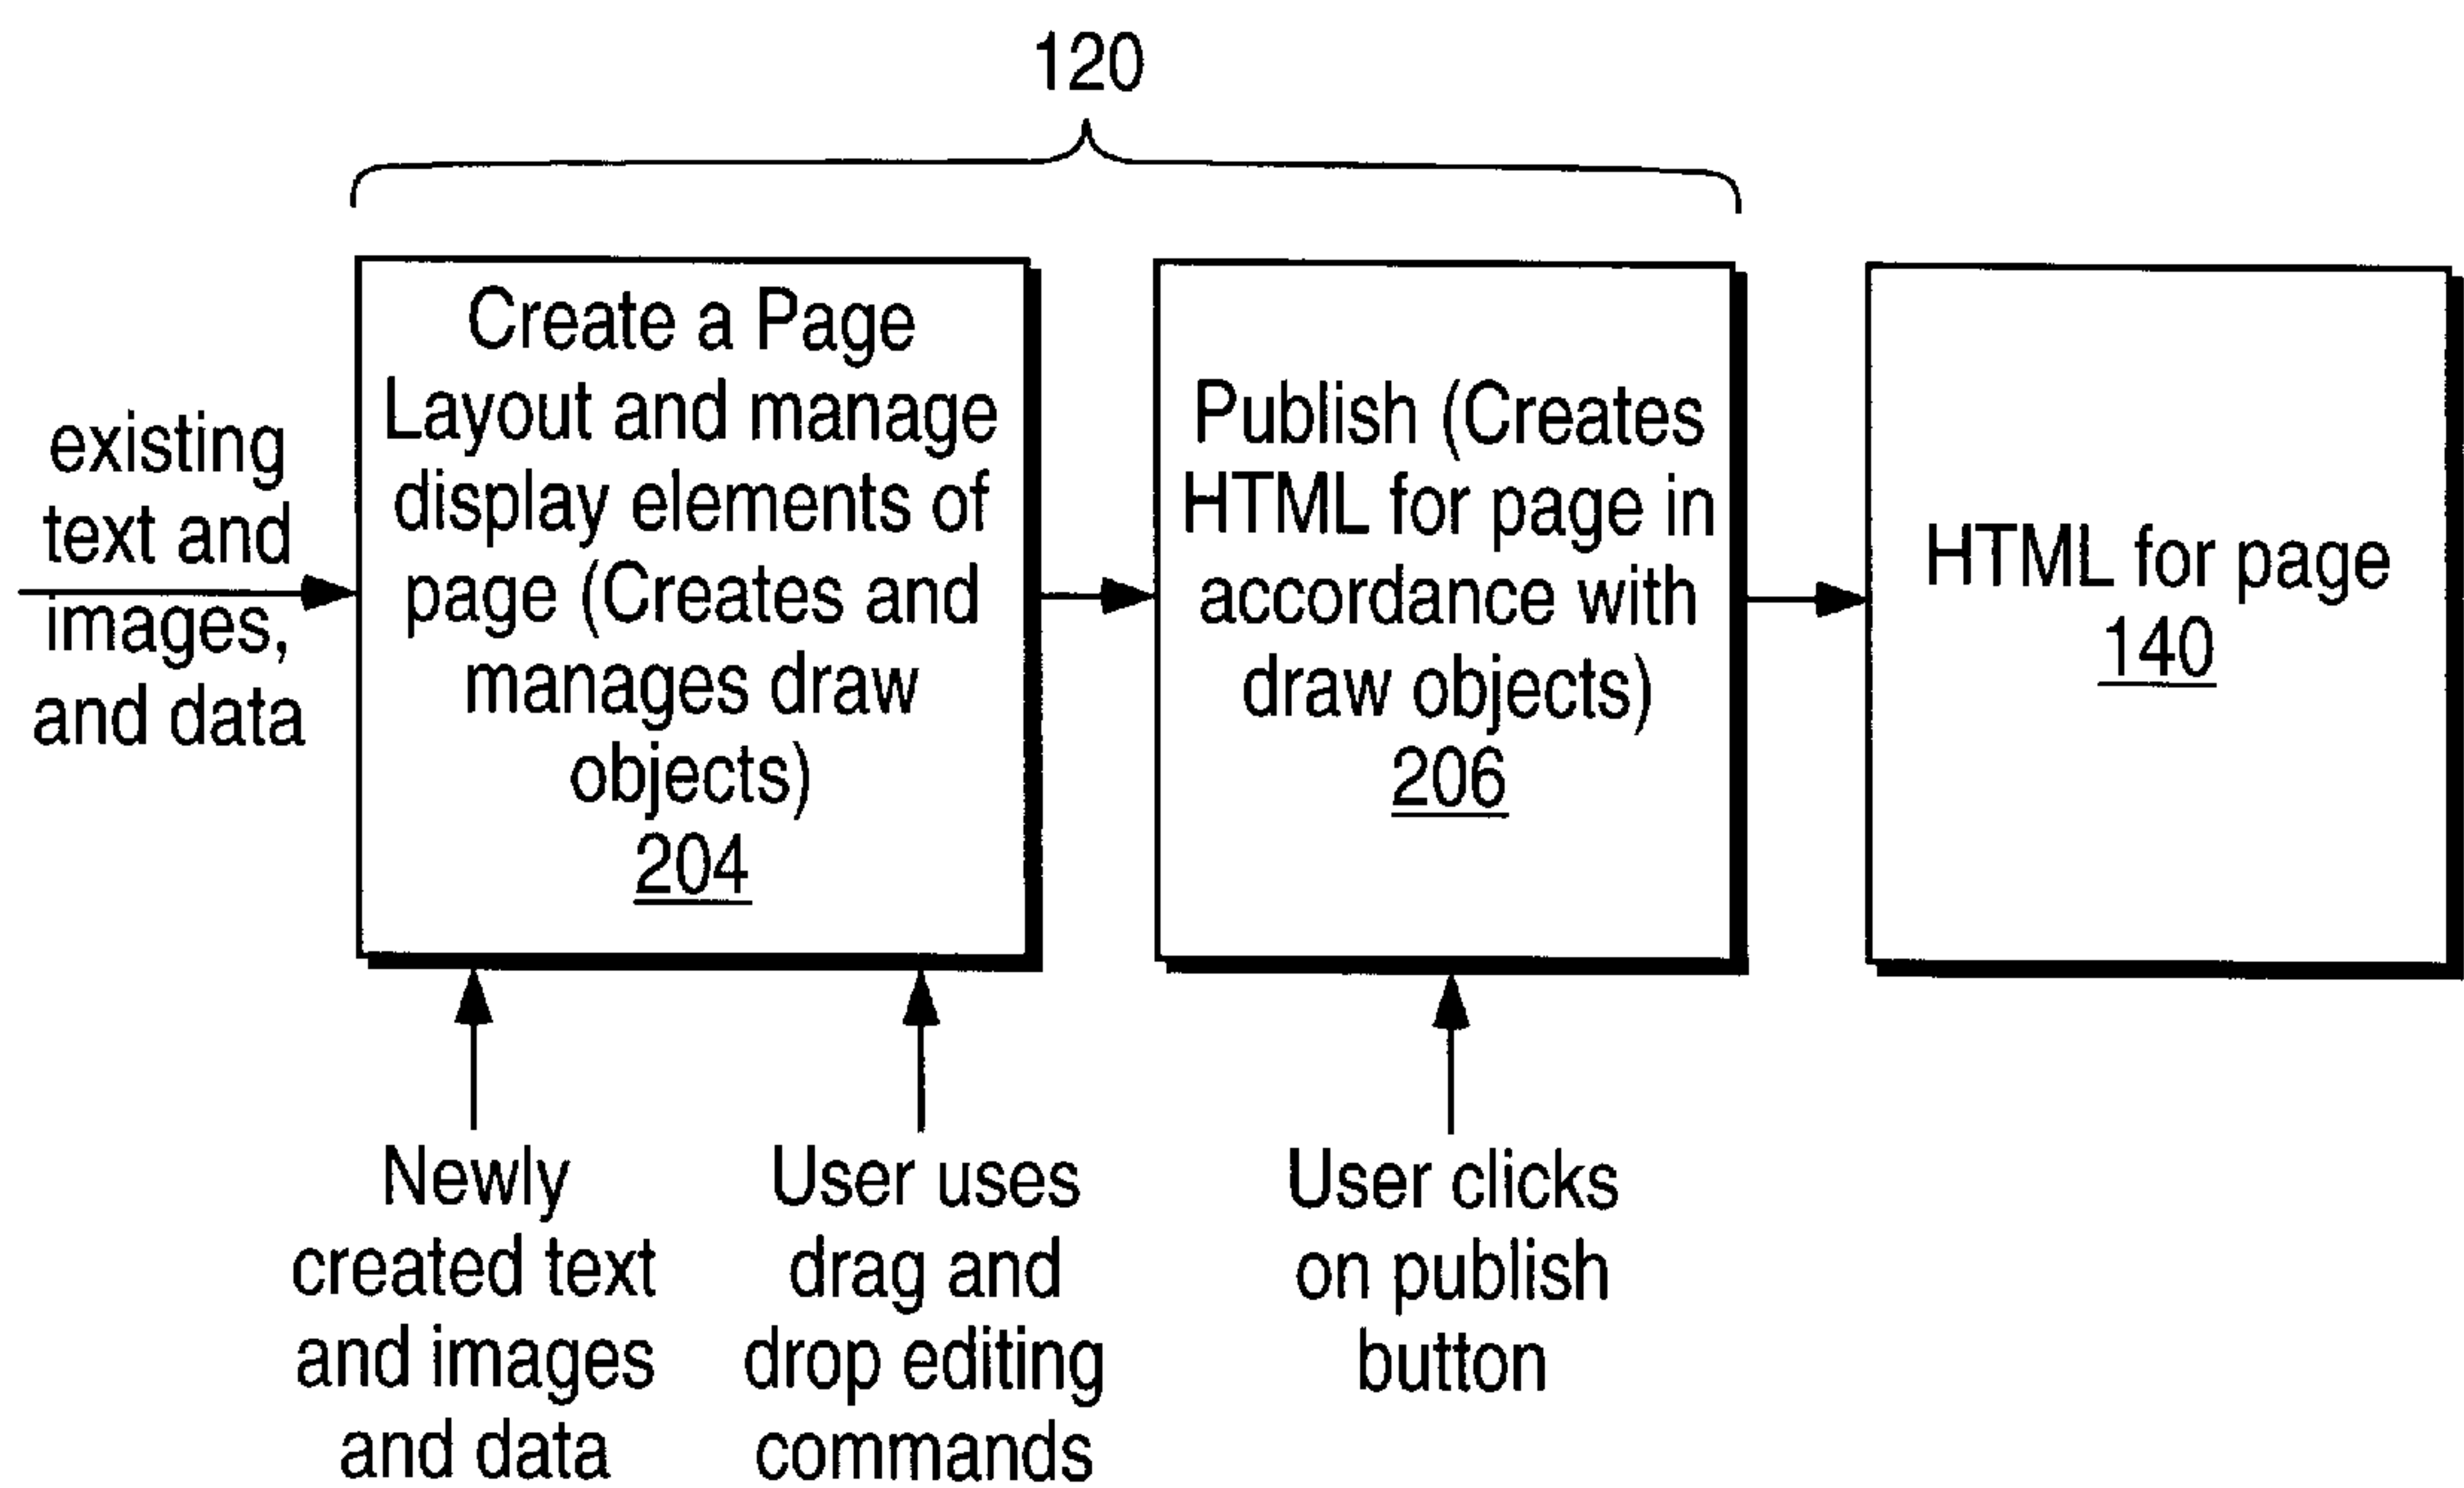 120
existing
text and
images,
and data
Create a Page
Layout and manage
display elements of
page (Creates and
manages draw
objects)
204
Publish (Creates
HTML for page in
accordance with
draw objects)
206
HTML for page
140
Newly
created text
and images
and data
User uses
drag and
drop editing
commands
User clicks
on publish
button